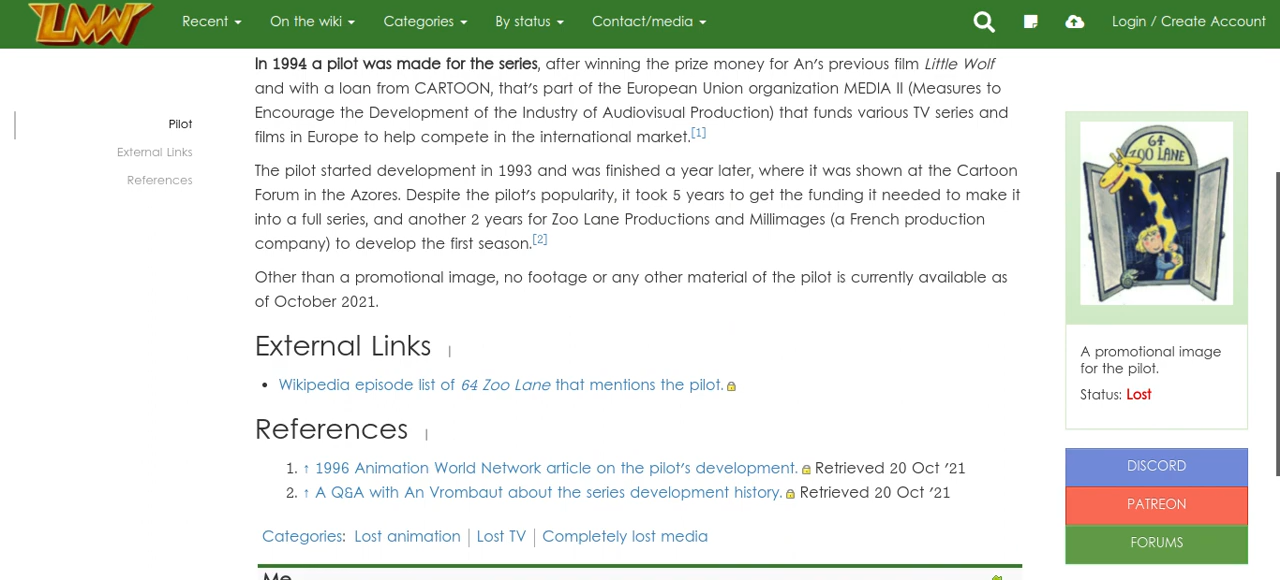 LMW
Recent
On the wiki
Categories
By status
Contact/media
Login / Create Account
Pilot
External Links
References
In 1994 a pilot was made for the series, after winning the prize money for An's previous film Little Wolf
and with a loan from CARTOON, that's part of the European Union organization MEDIA II (Measures to
Encourage the Development of the Industry of Audiovisual Production) that funds various TV series and
films in Europe to help compete in the international market.[1]
The pilot started development in 1993 and was finished a year later, where it was shown at the Cartoon
Forum in the Azores. Despite the pilot's popularity, it took 5 years to get the funding it needed to make it
into a full series, and another 2 years for Zoo Lane Productions and Millimages (a French production
company) to develop the first season.[2]
Other than a promotional image, no footage or any other material of the pilot is currently available as
of October 2021.
External Links
• Wikipedia episode list of 64 Zoo Lane that mentions the pilot.
References
1. ↑ 1996 Animation World Network article on the pilot's development. Retrieved 20 Oct '21
2. ↑ A Q&A with An Vrombaut about the series development history. Retrieved 20 Oct '21
Categories: Lost animation | Lost TV | Completely lost media
64
ZOO LANE
A promotional image
for the pilot.
Status: Lost
DISCORD
PATREON
FORUMS